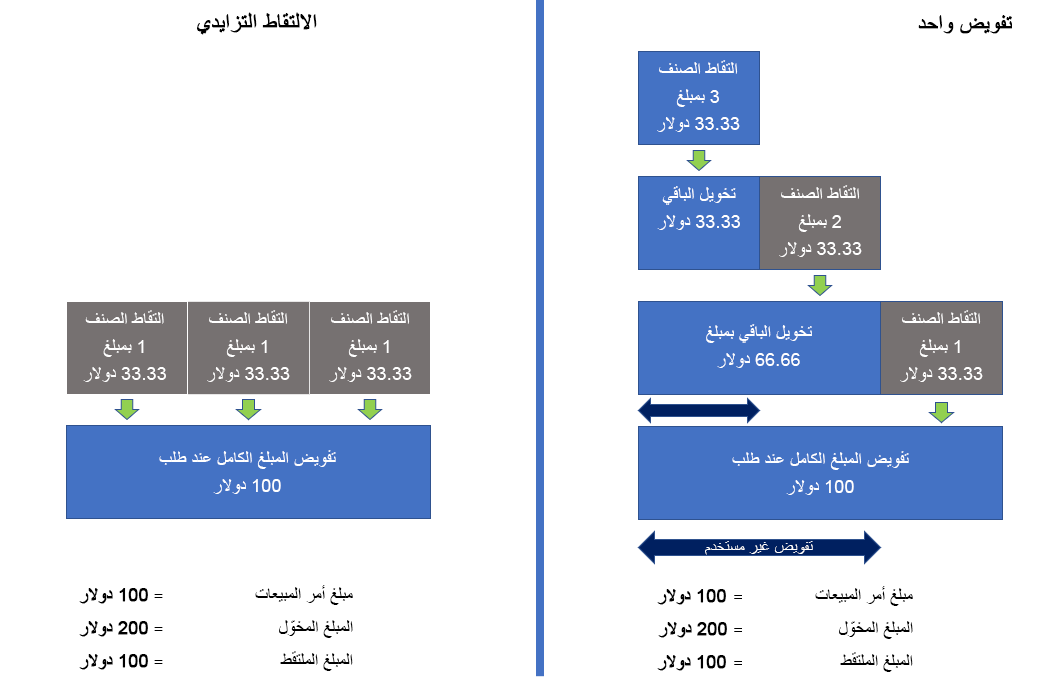 تفويض واحد
التقاط الصنف
3 بمبلغ
33.33 دولار
التقاط الصنف
2 بمبلغ
33.33 دولار
تخويل الباقي
33.33 دولار
التقاط الصنف
1 بمبلغ
33.33 دولار
تخويل الباقي بمبلغ
66.66 دولار
تفويض المبلغ الكامل عند طلب
100 دولار
تفويض غير مستخدم
مبلغ أمر المبيعات = 100 دولار
المبلغ المخوّل = 200 دولار
المبلغ الملتقط = 100 دولار
الالتقاط التزايدي
التقاط الصنف
1 بمبلغ
33.33 دولار
التقاط الصنف
1 بمبلغ
33.33 دولار
التقاط الصنف
1 بمبلغ
33.33 دولار
تفويض المبلغ الكامل عند طلب
100 دولار
مبلغ أمر المبيعات = 100 دولار
المبلغ المخوّل = 200 دولار
المبلغ الملتقط = 100 دولار